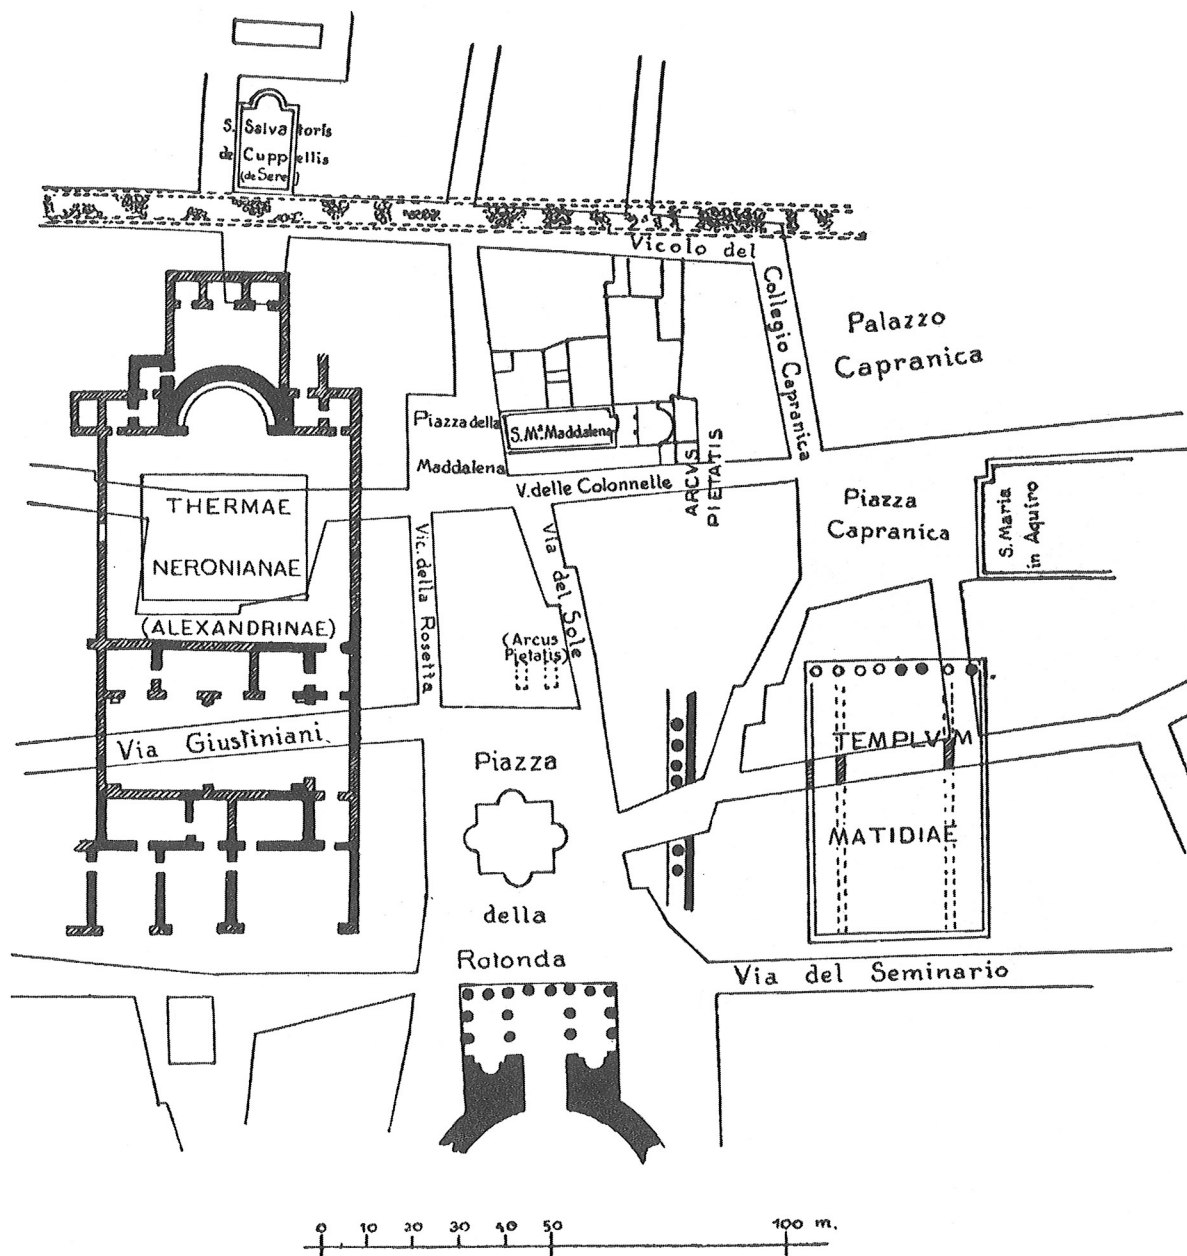 S. Salvatoris
de Cuppellis
(de Sere)
Vicolo del
Collegio Capranica
Palazzo
Capranica
Piazza della
Maddalena
S. Mª. Maddalena
ARCVS
PIETATIS
V. delle Colonnelle
Piazza
Capranica
S. Maria
in Aquiro
THERMAE
NERONIANAE
(ALEXANDRINAE)
Vic. della Rosetta
Via del Sole
(Arcus
Pietatis)
Via Giustiniani
Piazza
della
Rotonda
TEMPLVM
MATIDIAE
Via del Seminario
0 10 20 30 40 50 100 m.